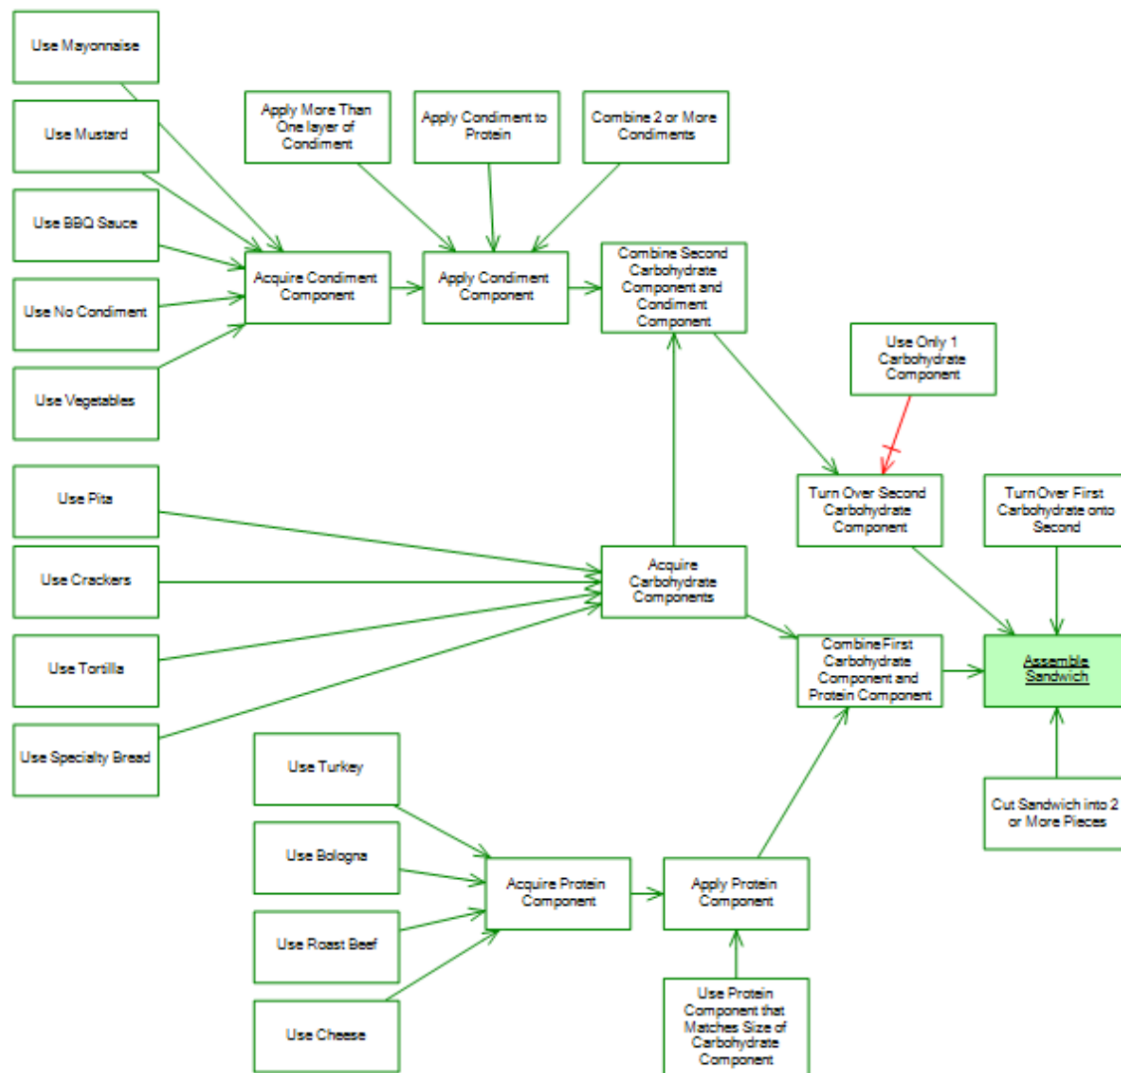 Use Mayonnaise
Use Mustard
Apply More Than
One layer of
Condiment
Apply Condiment to
Protein
Combine 2 or More
Condiments
Use BBQ Sauce
Use No Condiment
Use Vegetables
Acquire Condiment
Component
Apply Condiment
Component
Combine Second
Carbohydrate
Component and
Condiment
Component
Use Only 1
Carbohydrate
Component
Use Pita
Use Crackers
Use Tortilla
Use Specialty Bread
Acquire
Carbohydrate
Components
Turn Over Second
Carbohydrate
Component
Turn Over First
Carbohydrate onto
Second
Combine First
Carbohydrate
Component and
Protein Component
Assemble
Sandwich
Cut Sandwich into 2
or More Pieces
Use Turkey
Use Bologna
Use Roast Beef
Use Cheese
Acquire Protein
Component
Apply Protein
Component
Use Protein
Component that
Matches Size of
Carbohydrate
Component